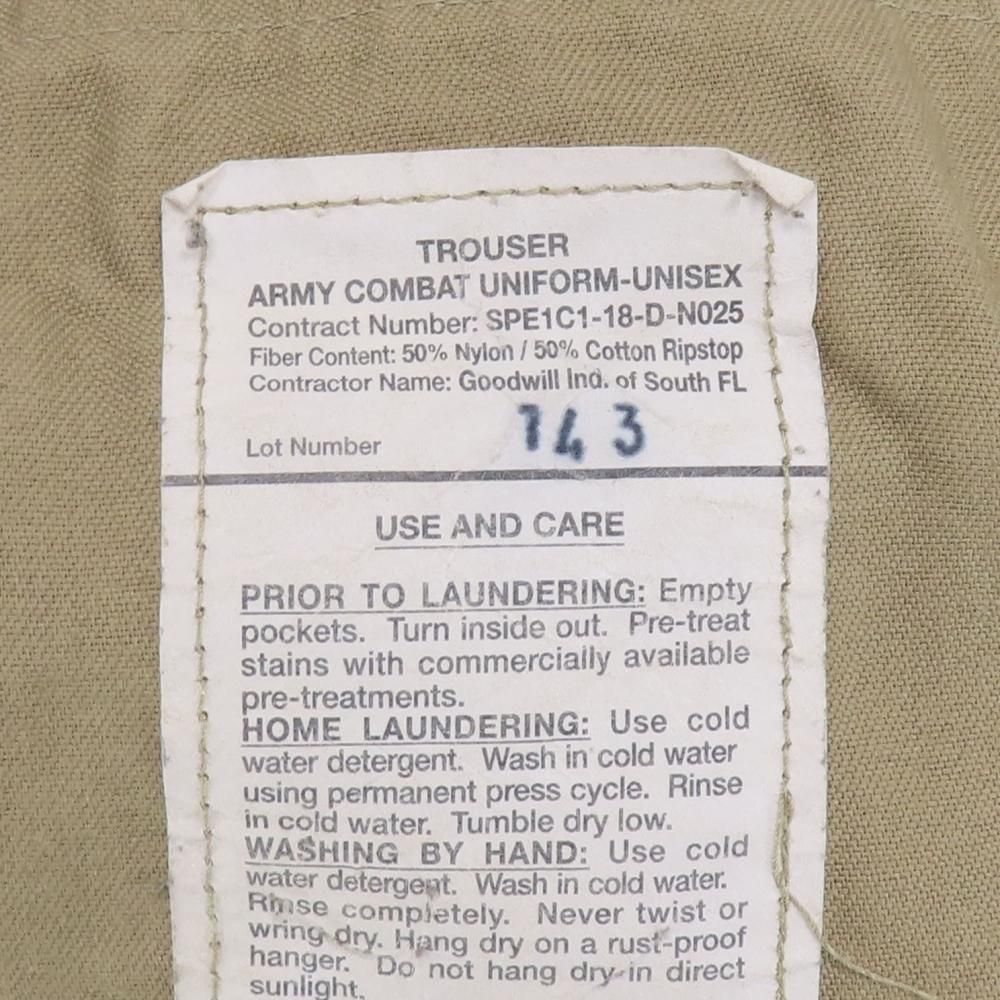 TROUSER
ARMY COMBAT UNIFORM-UNISEX
Contract Number: SPE1C1-18-D-N025
Fiber Content: 50% Nylon / 50% Cotton Ripstop
Contractor Name: Goodwill Ind. of South FL
Lot Number 143
USE AND CARE
PRIOR TO LAUNDERING: Empty
pockets. Turn inside out. Pre-treat
stains with commercially available
pre-treatments.
HOME LAUNDERING: Use cold
water detergent. Wash in cold water
using permanent press cycle. Rinse
in cold water. Tumble dry low.
WASHING BY HAND: Use cold
water detergent. Wash in cold water.
Rinse completely. Never twist or
wring dry. Hang dry on a rust-proof
hanger. Do not hang dry in direct
sunlight.